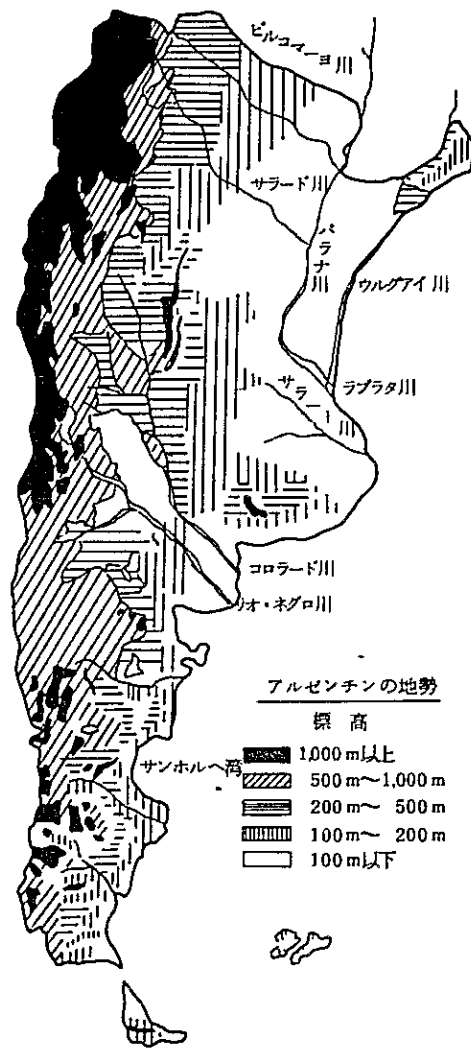 ピルコマーヨ川
サラード川
パラナ川
ウルグアイ川
ラプラタ川
サラード川
コロラード川
リオ・ネグロ川
サンホルヘ湾
アルゼンチンの地勢
標高
1,000m以上
500m〜1,000m
200m〜 500m
100m〜 200m
100m以下